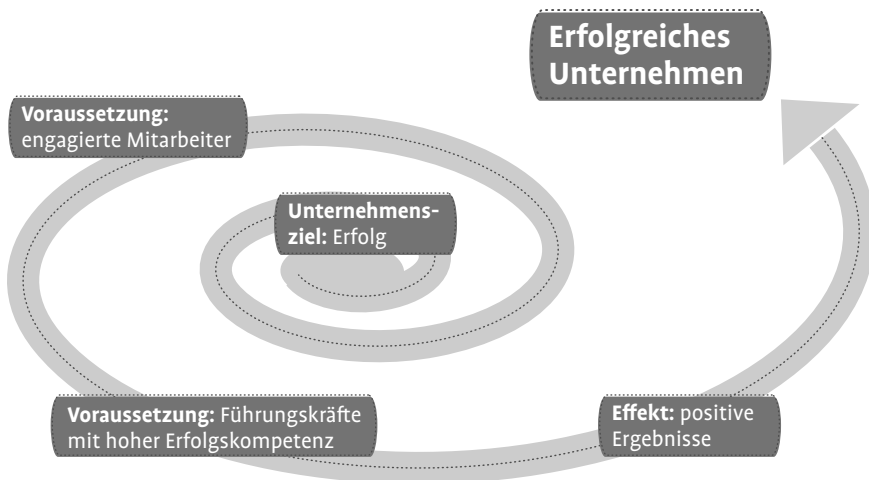 Erfolgreiches
Unternehmen
Voraussetzung:
engagierte Mitarbeiter
Unternehmens-
ziel: Erfolg
Voraussetzung: Führungskräfte
mit hoher Erfolgskompetenz
Effekt: positive
Ergebnisse